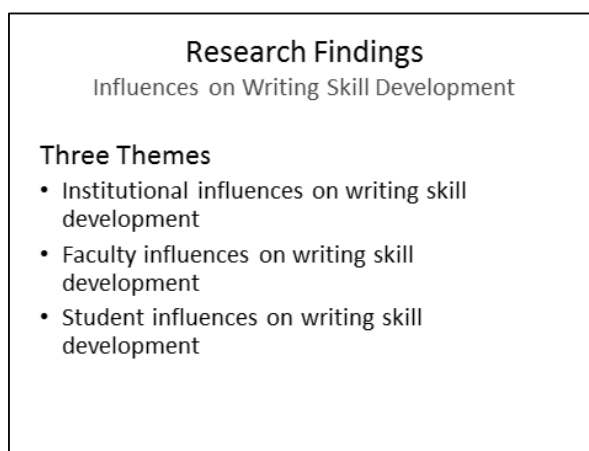 Research Findings
Influences on Writing Skill Development
Three Themes
• Institutional influences on writing skill
development
• Faculty influences on writing skill
development
• Student influences on writing skill
development